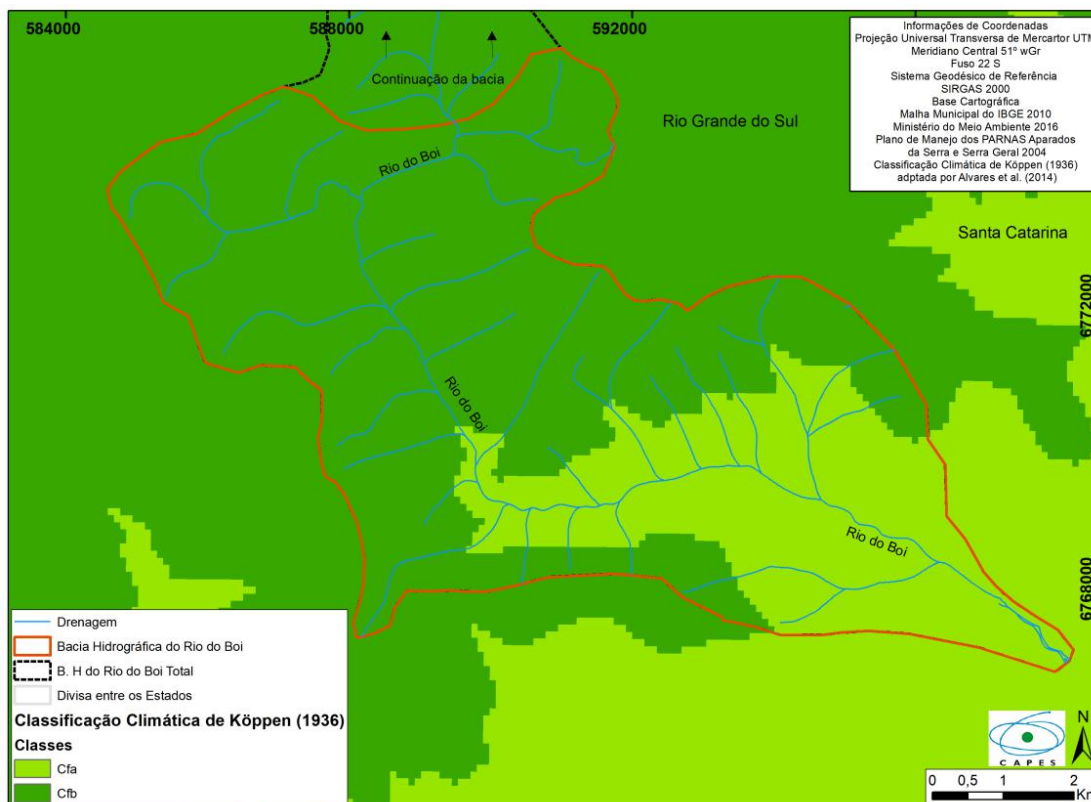 584000
588000
592000
Informações de Coordenadas
Projeção Universal Transversa de Mercartor UTM
Meridiano Central 51º wGr
Fuso 22 S
Sistema Geodésico de Referência
SIRGAS 2000
Base Cartográfica
Malha Municipal do IBGE 2010
Ministério do Meio Ambiente 2016
Plano de Manejo dos PARNAS Aparados
da Serra e Serra Geral 2004
Classificação Climática de Köppen (1936)
adptada por Alvares et al. (2014)
Continuação da bacia
Rio Grande do Sul
Rio do Boi
Santa Catarina
6772000
Rio do Boi
Rio do Boi
6768000
Drenagem
Bacia Hidrográfica do Rio do Boi
B. H do Rio do Boi Total
Divisa entre os Estados
Classificação Climática de Köppen (1936)
Classes
Cfa
Cfb
CAPES
N
0 0,5 1 2